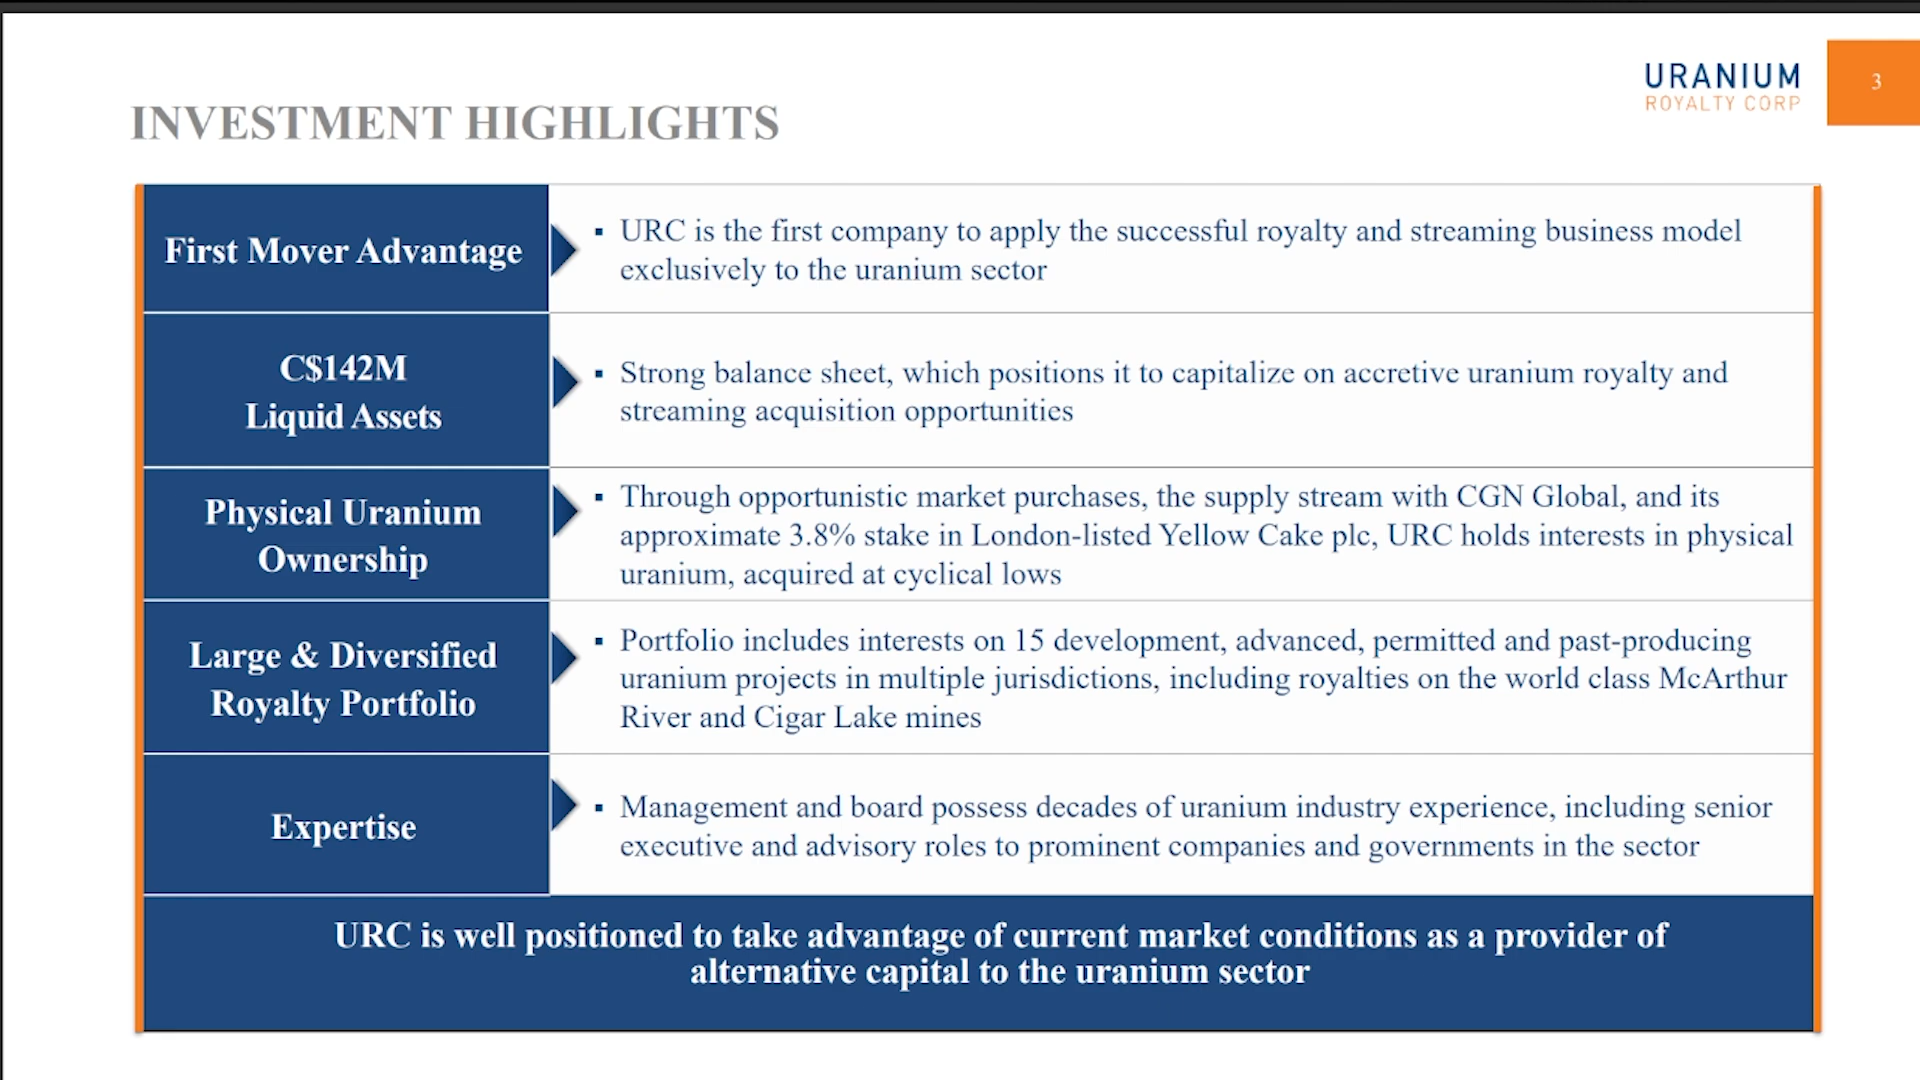 URANIUM
ROYALTY CORP
3
INVESTMENT HIGHLIGHTS
First Mover Advantage
▪ URC is the first company to apply the successful royalty and streaming business model
exclusively to the uranium sector
C$142M
Liquid Assets
▪ Strong balance sheet, which positions it to capitalize on accretive uranium royalty and
streaming acquisition opportunities
Physical Uranium
Ownership
▪ Through opportunistic market purchases, the supply stream with CGN Global, and its
approximate 3.8% stake in London-listed Yellow Cake plc, URC holds interests in physical
uranium, acquired at cyclical lows
Large & Diversified
Royalty Portfolio
▪ Portfolio includes interests on 15 development, advanced, permitted and past-producing
uranium projects in multiple jurisdictions, including royalties on the world class McArthur
River and Cigar Lake mines
Expertise
▪ Management and board possess decades of uranium industry experience, including senior
executive and advisory roles to prominent companies and governments in the sector
URC is well positioned to take advantage of current market conditions as a provider of
alternative capital to the uranium sector